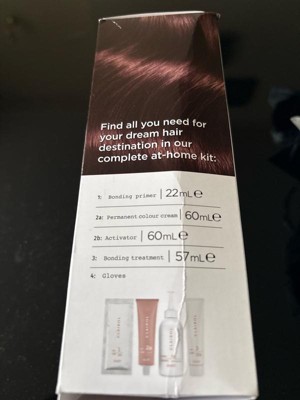 Find all you need for
your dream hair
destination in our
complete at-home kit:
1: Bonding primer | 22mL℮
2a: Permanent colour cream | 60mL℮
2b: Activator | 60mL℮
3: Bonding treatment | 57mL℮
4: Gloves